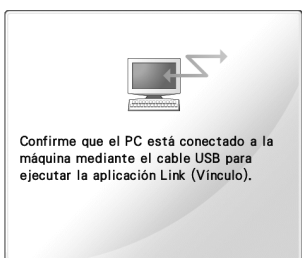 Confirme que el PC está conectado a la
máquina mediante el cable USB para
ejecutar la aplicación Link (Vínculo).